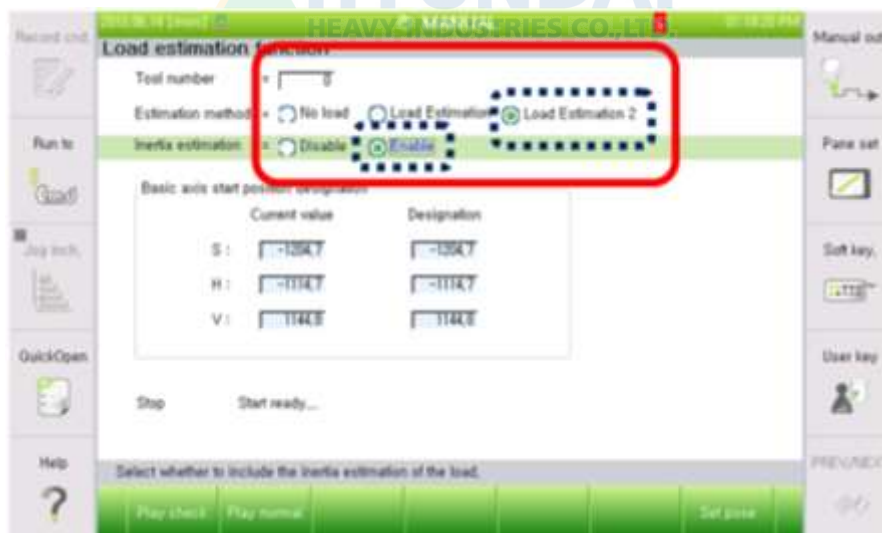 HYUNDAI
HEAVY INDUSTRIES CO.,LTD.
MANUAL
S
Record cnd.
Manual out
Load estimation function
Tool number = 0
Estimation method = No load Load Estimation Load Estimation 2
Run to
Inertia estimation = Disable Enable
Pane set
Basic axis start position designation
Current value Designation
S : -1204,7 -1204,7
Jog inch.
Soft key.
H : -1114,7 -1114,7
V : 1144,8 1144,8
QuickOpen
User key
Stop Start ready...
Help
PREV/NEXT
Select whether to include the inertia estimation of the load.
Play check Play normal Set pose